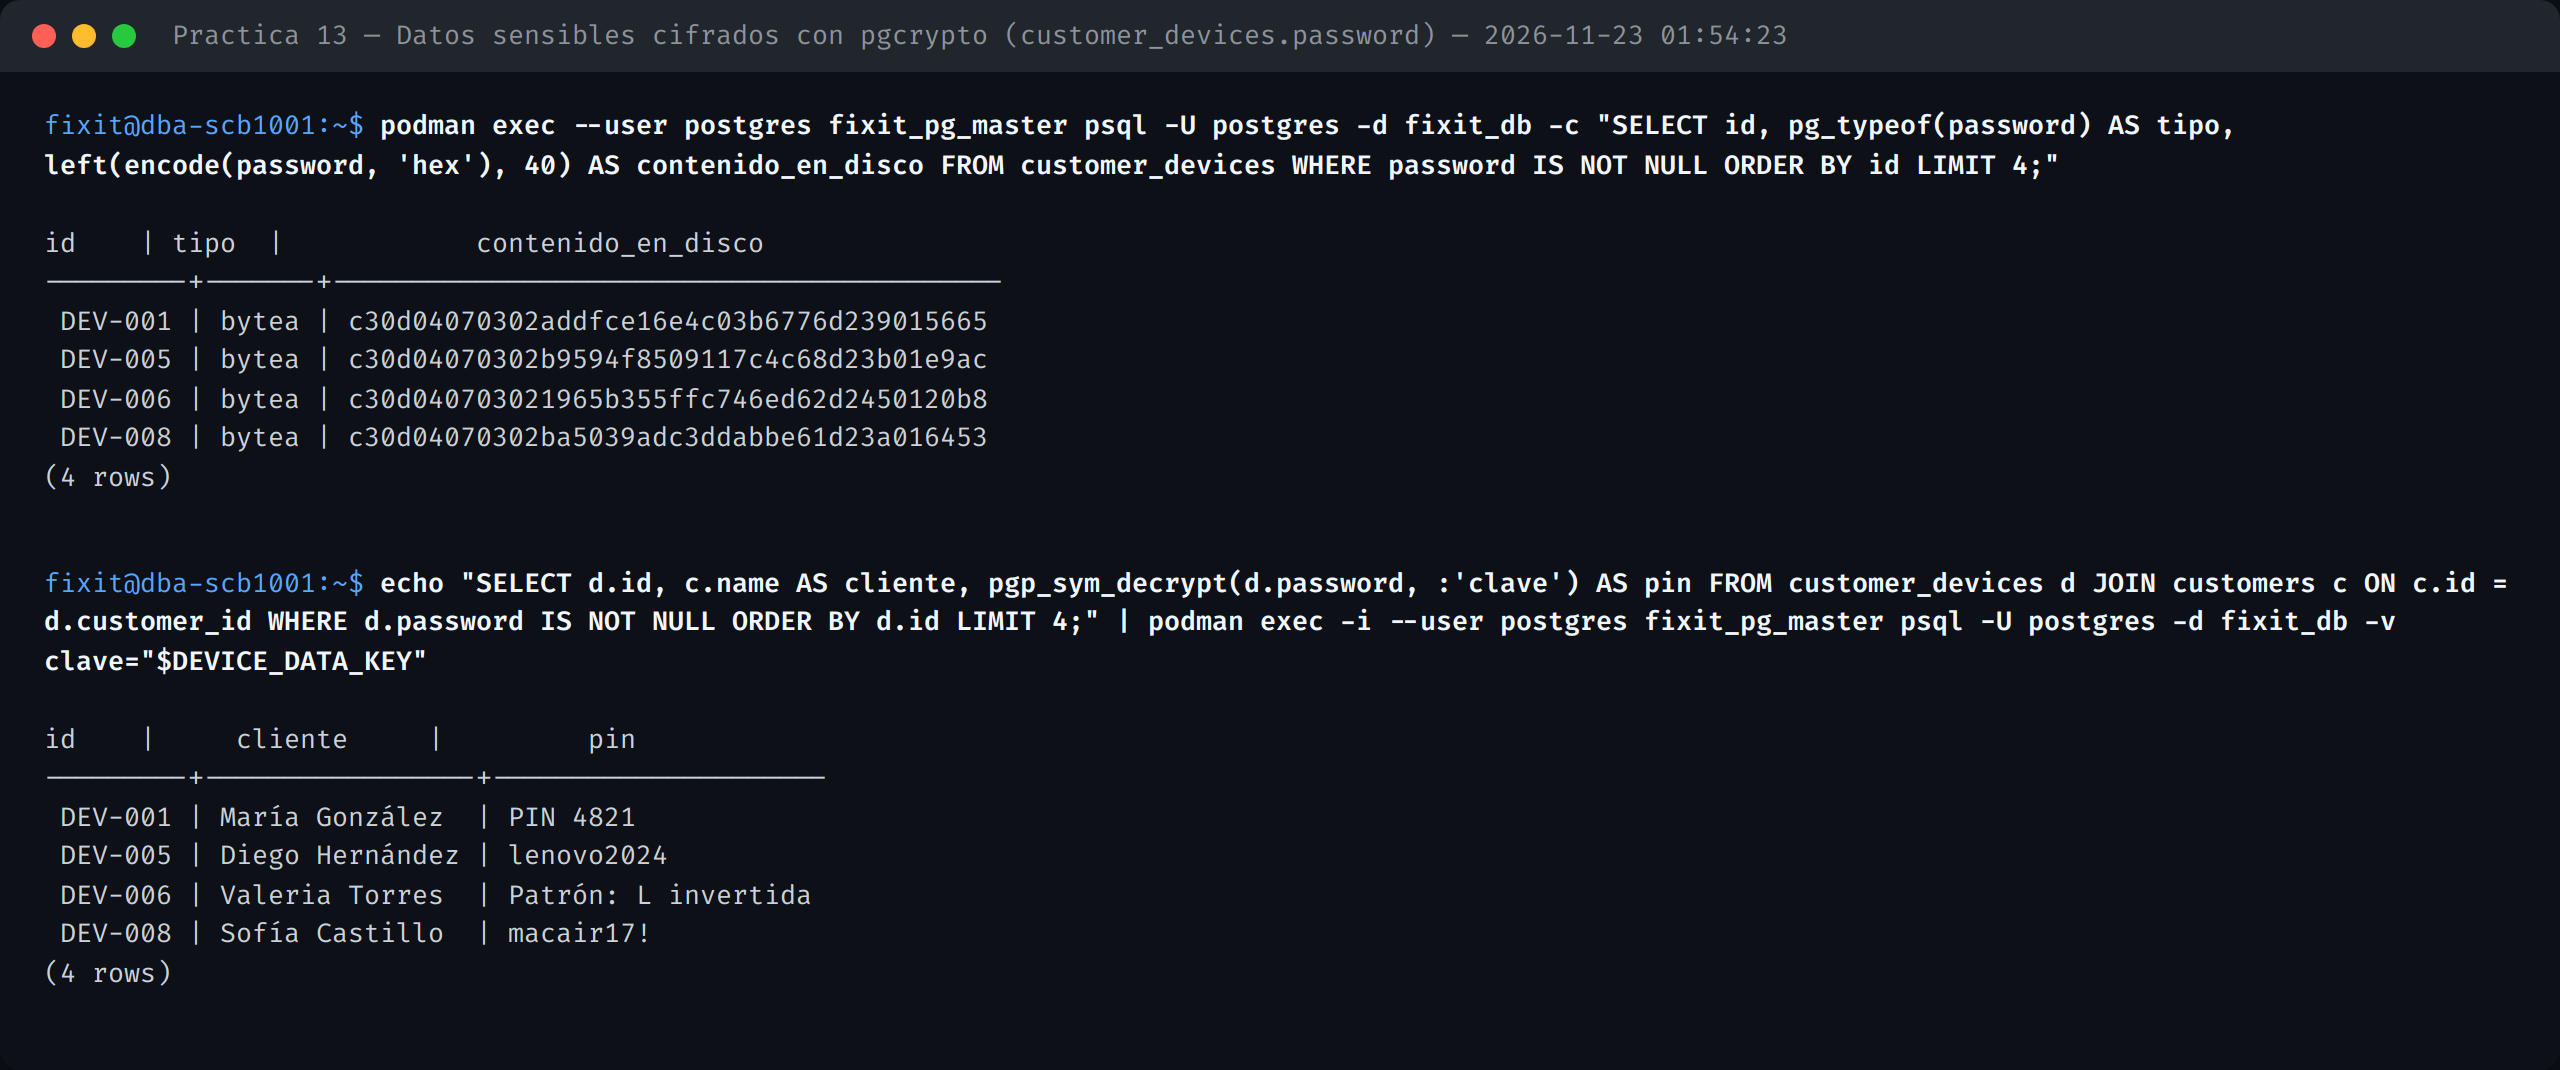 Practica 13 — Datos sensibles cifrados con pgcrypto (customer_devices.password) — 2026-11-23 01:54:23
fixit@dba-scb1001:~$ podman exec --user postgres fixit_pg_master psql -U postgres -d fixit_db -c "SELECT id, pg_typeof(password) AS tipo,
left(encode(password, 'hex'), 40) AS contenido_en_disco FROM customer_devices WHERE password IS NOT NULL ORDER BY id LIMIT 4;"
id    | tipo  |            contenido_en_disco
---------+-------+------------------------------------------
 DEV-001 | bytea | c30d04070302addfce16e4c03b6776d239015665
 DEV-005 | bytea | c30d04070302b9594f8509117c4c68d23b01e9ac
 DEV-006 | bytea | c30d040703021965b355ffc746ed62d2450120b8
 DEV-008 | bytea | c30d04070302ba5039adc3ddabbe61d23a016453
(4 rows)
fixit@dba-scb1001:~$ echo "SELECT d.id, c.name AS cliente, pgp_sym_decrypt(d.password, :'clave') AS pin FROM customer_devices d JOIN customers c ON c.id =
d.customer_id WHERE d.password IS NOT NULL ORDER BY d.id LIMIT 4;" | podman exec -i --user postgres fixit_pg_master psql -U postgres -d fixit_db -v
clave="$DEVICE_DATA_KEY"
id    |     cliente     |         pin
---------+-----------------+---------------------
 DEV-001 | María González  | PIN 4821
 DEV-005 | Diego Hernández | lenovo2024
 DEV-006 | Valeria Torres  | Patrón: L invertida
 DEV-008 | Sofía Castillo  | macair17!
(4 rows)